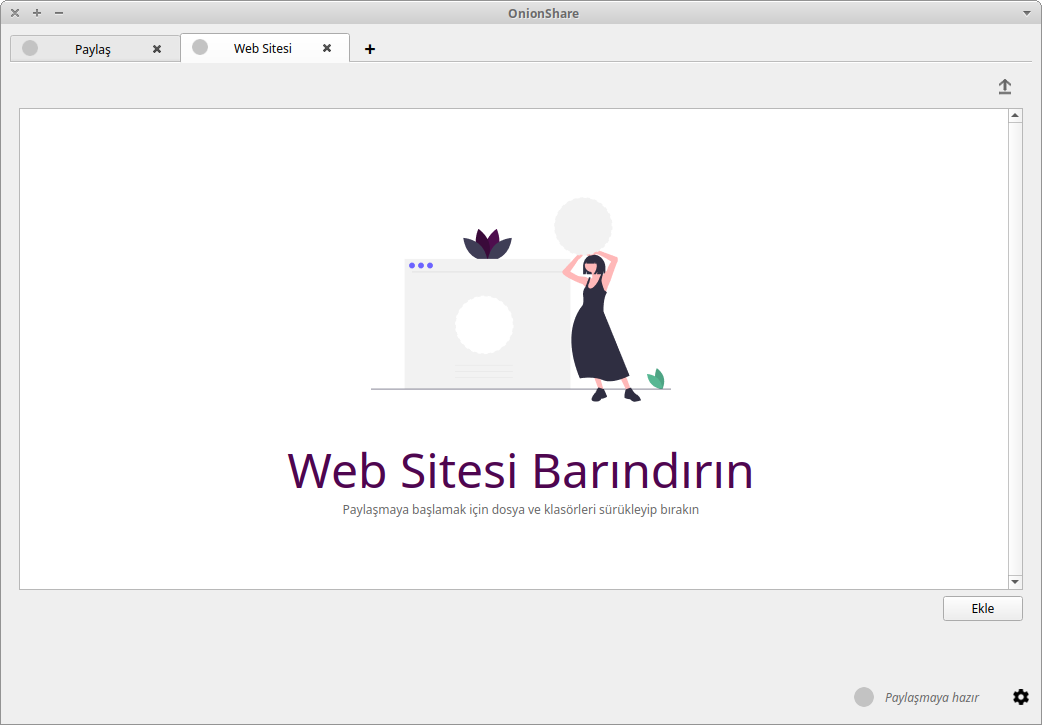 OnionShare
Paylaş
Web Sitesi
Web Sitesi Barındırın
Paylaşmaya başlamak için dosya ve klasörleri sürükleyip bırakın
Ekle
Paylaşmaya hazır